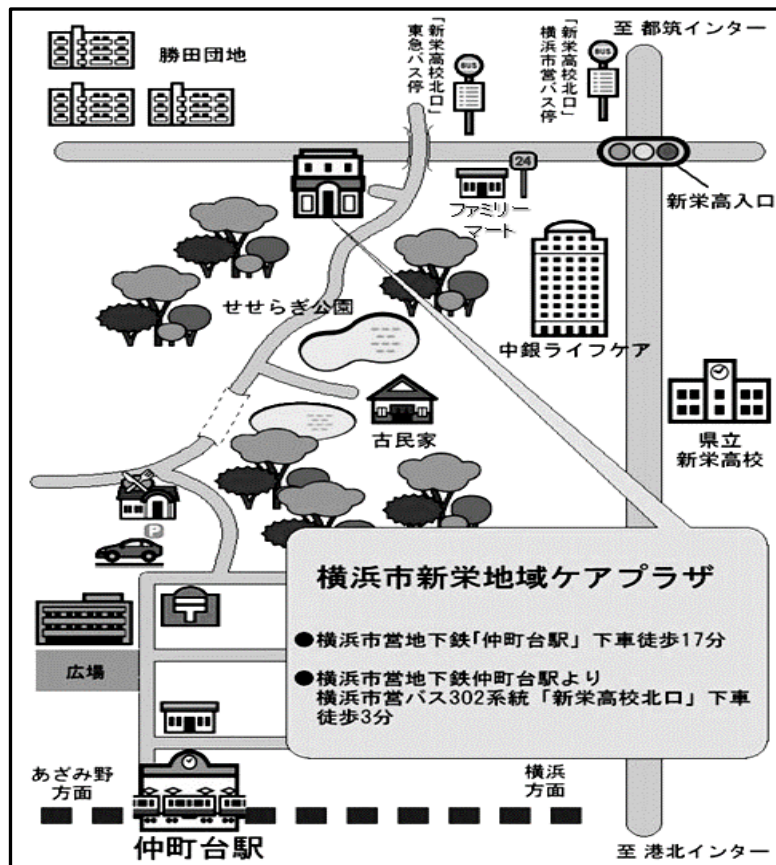 至 都筑インター
勝田団地
「新栄高校北口」
東急バス停
「新栄高校北口」
横浜市営バス停
BUS
BUS
24
ファミリー
マート
新栄高入口
せせらぎ公園
中銀ライフケア
古民家
県立
新栄高校
P
横浜市新栄地域ケアプラザ
●横浜市営地下鉄「仲町台駅」下車徒歩17分
●横浜市営地下鉄仲町台駅より
横浜市営バス302系統「新栄高校北口」下車
徒歩3分
広場
あざみ野
方面
横浜
方面
仲町台駅
至 港北インター